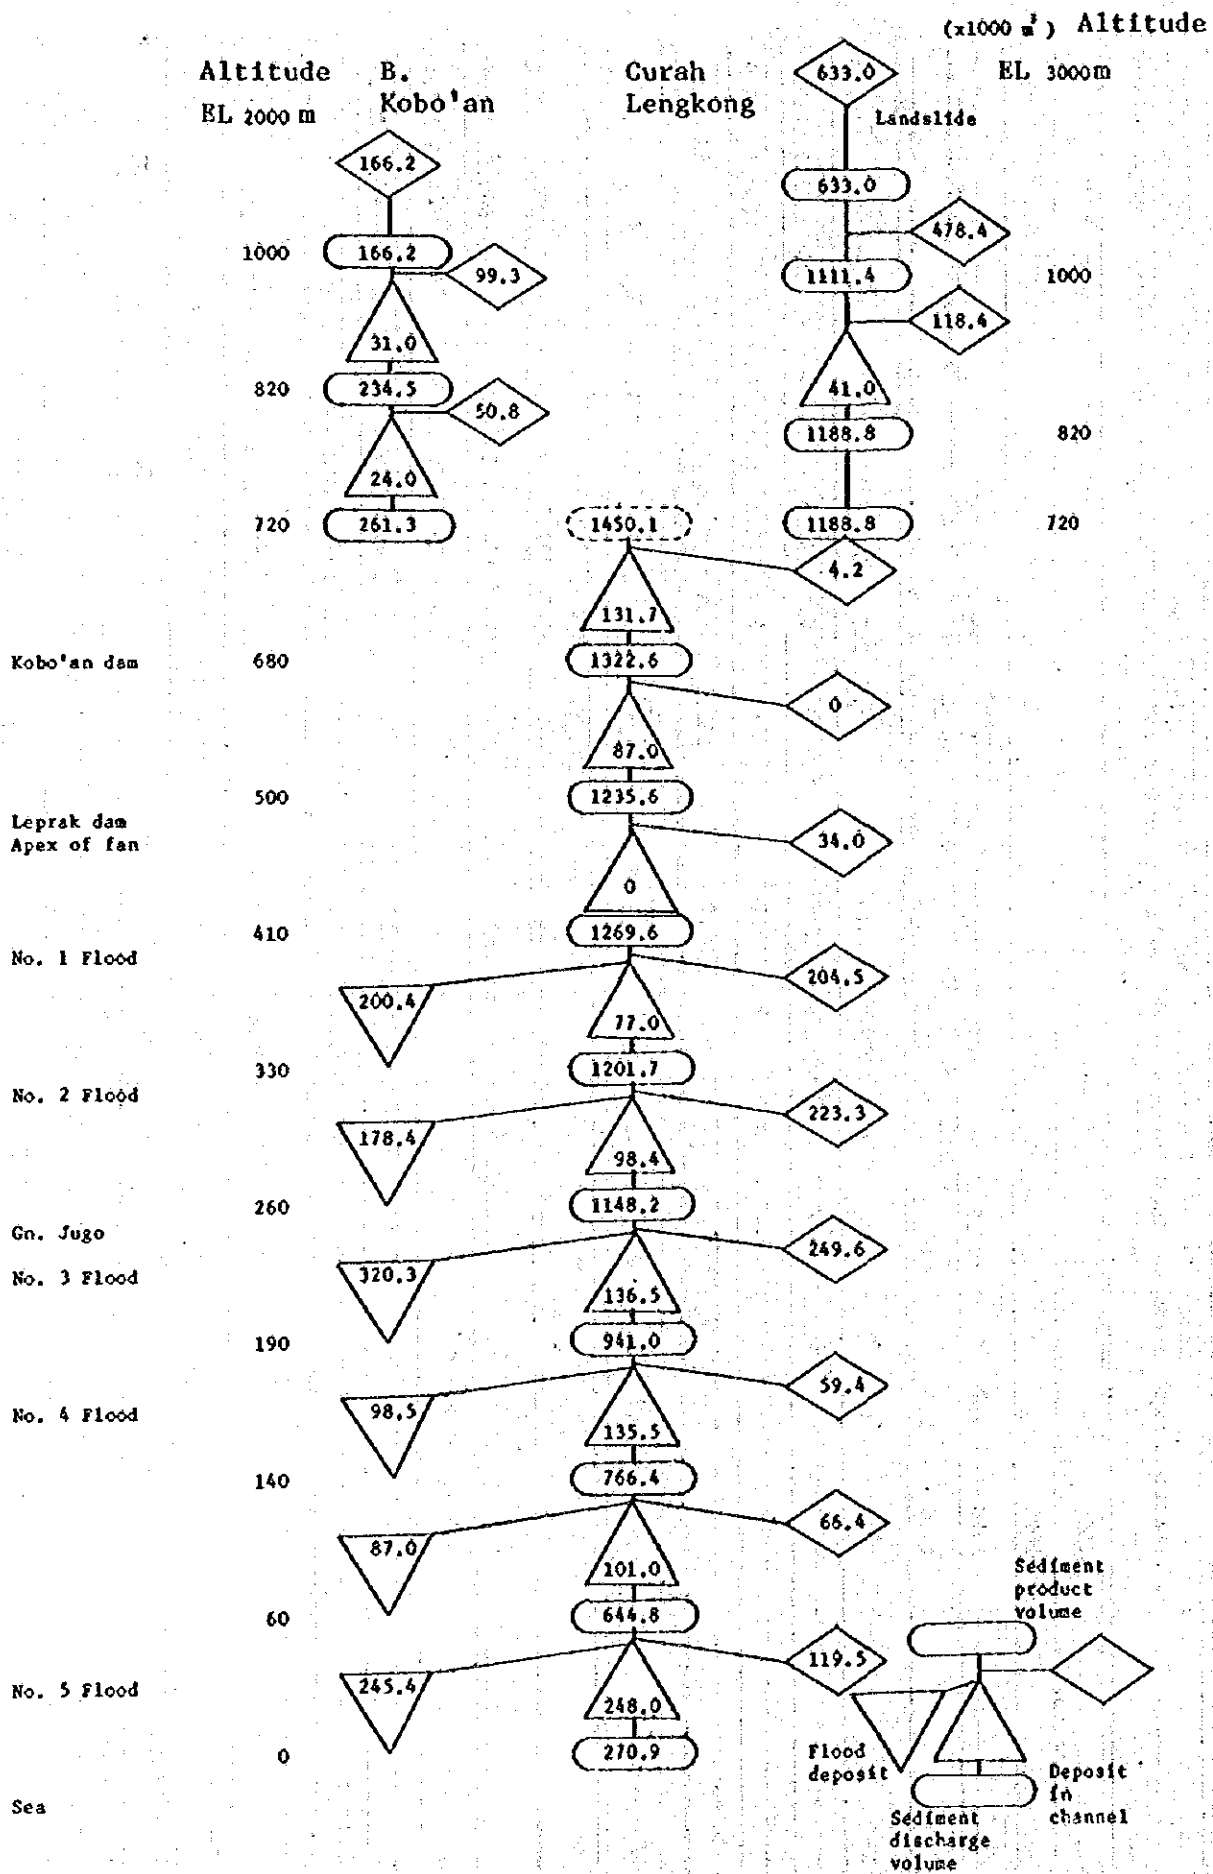 (x1000 m³) Altitude
Altitude B. Curah 633.0 EL 3000m
EL 2000 m Kobo'an Lengkong
Landslide
166.2
633.0
478.4
1000 166.2
99.3
1111.4 1000
118.4
31.0
820 234.5
41.0
50.8
1188.8 820
24.0
720 261.3 1450.1 1188.8 720
4.2
131.7
Kobo'an dam 680 1322.6
0
87.0
500 1235.6
Leprak dam
Apex of fan
34.0
0
410 1269.6
No. 1 Flood
204.5
200.4
77.0
330 1201.7
No. 2 Flood
223.3
178.4
98.4
260 1148.2
Gn. Jugo
249.6
No. 3 Flood
320.3
136.5
190 941.0
59.4
No. 4 Flood 98.5
135.5
140 766.4
66.4
87.0
101.0
Sediment
product
volume
60 644.8
119.5
No. 5 Flood 245.4
248.0
0 270.9
Flood
deposit
Deposit
in
channel
Sea
Sediment
discharge
volume